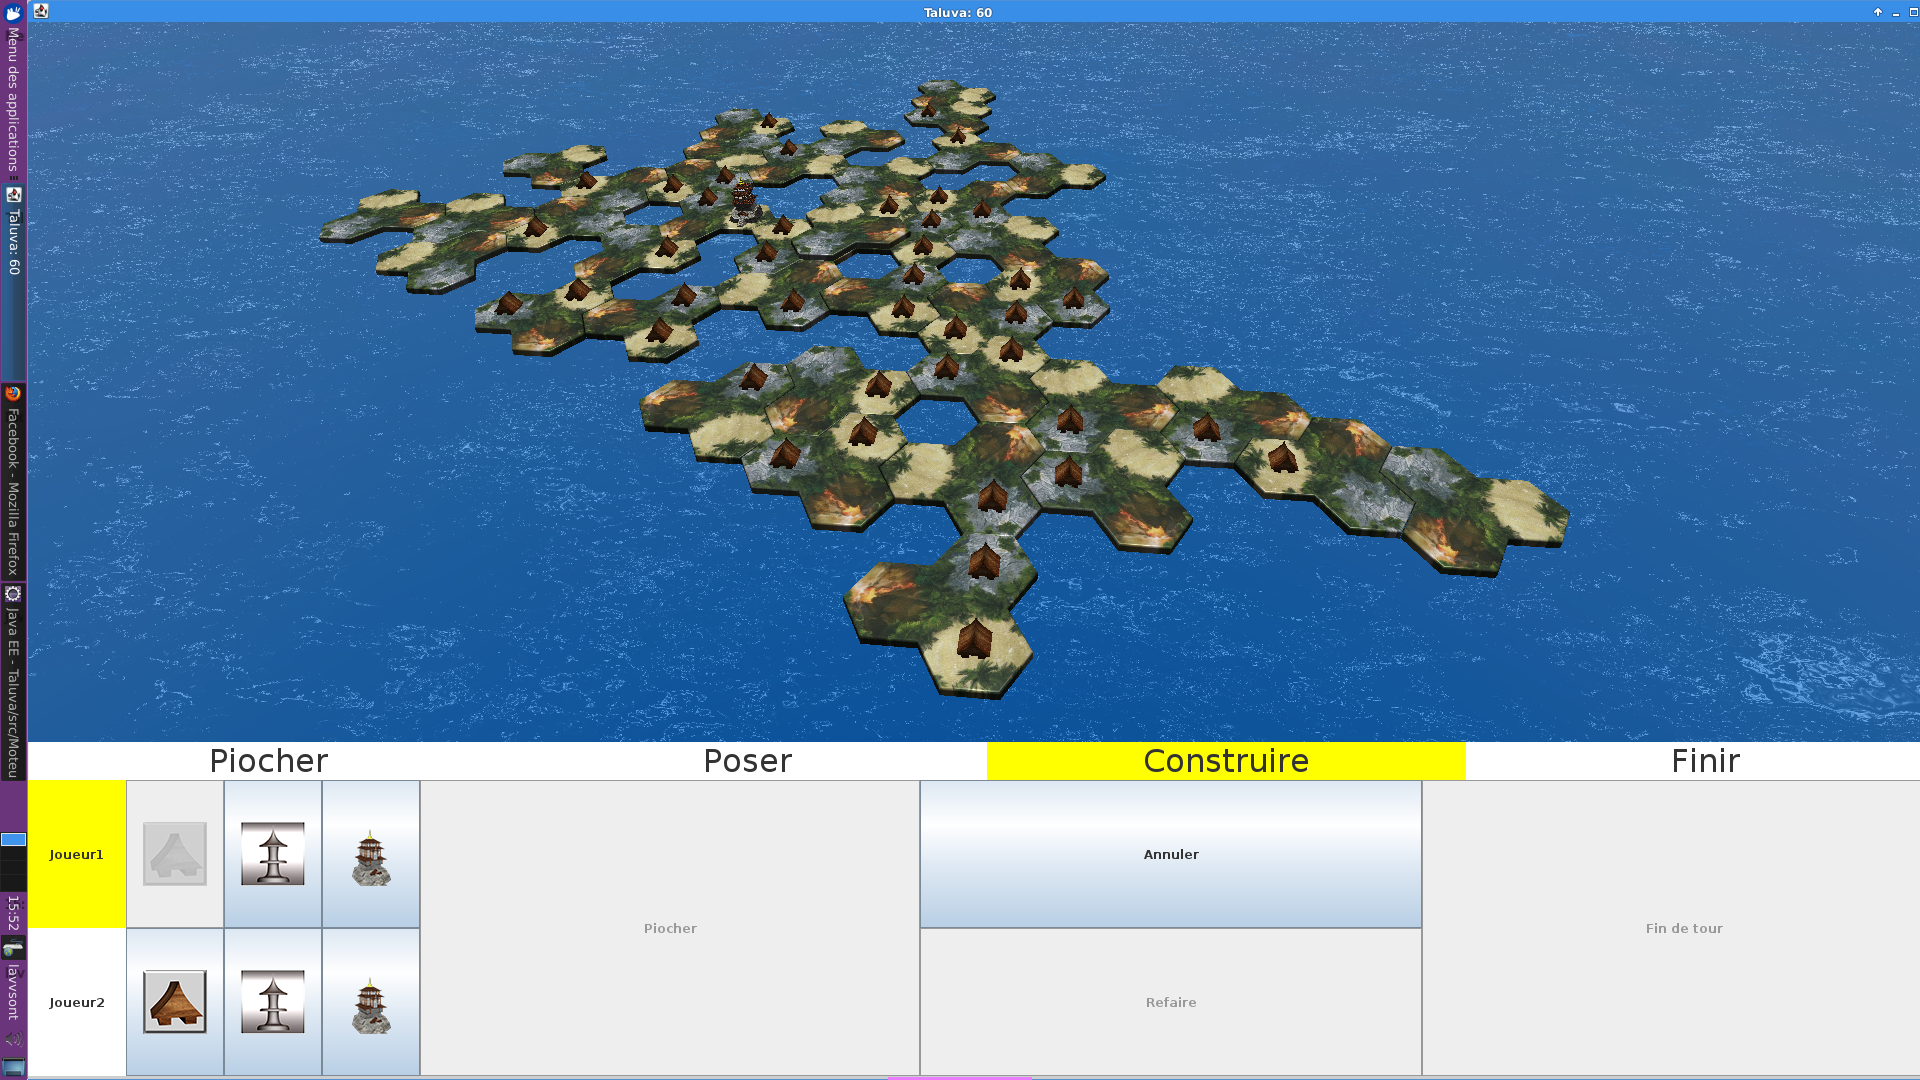 Taluva: 60
Menu des applications
Taluva: 60
Facebook - Mozilla Firefox
Java EE - Taluva/src/Moteu
15:52
Piocher
Poser
Construire
Finir
Joueur1
Joueur2
Piocher
Annuler
Refaire
Fin de tour